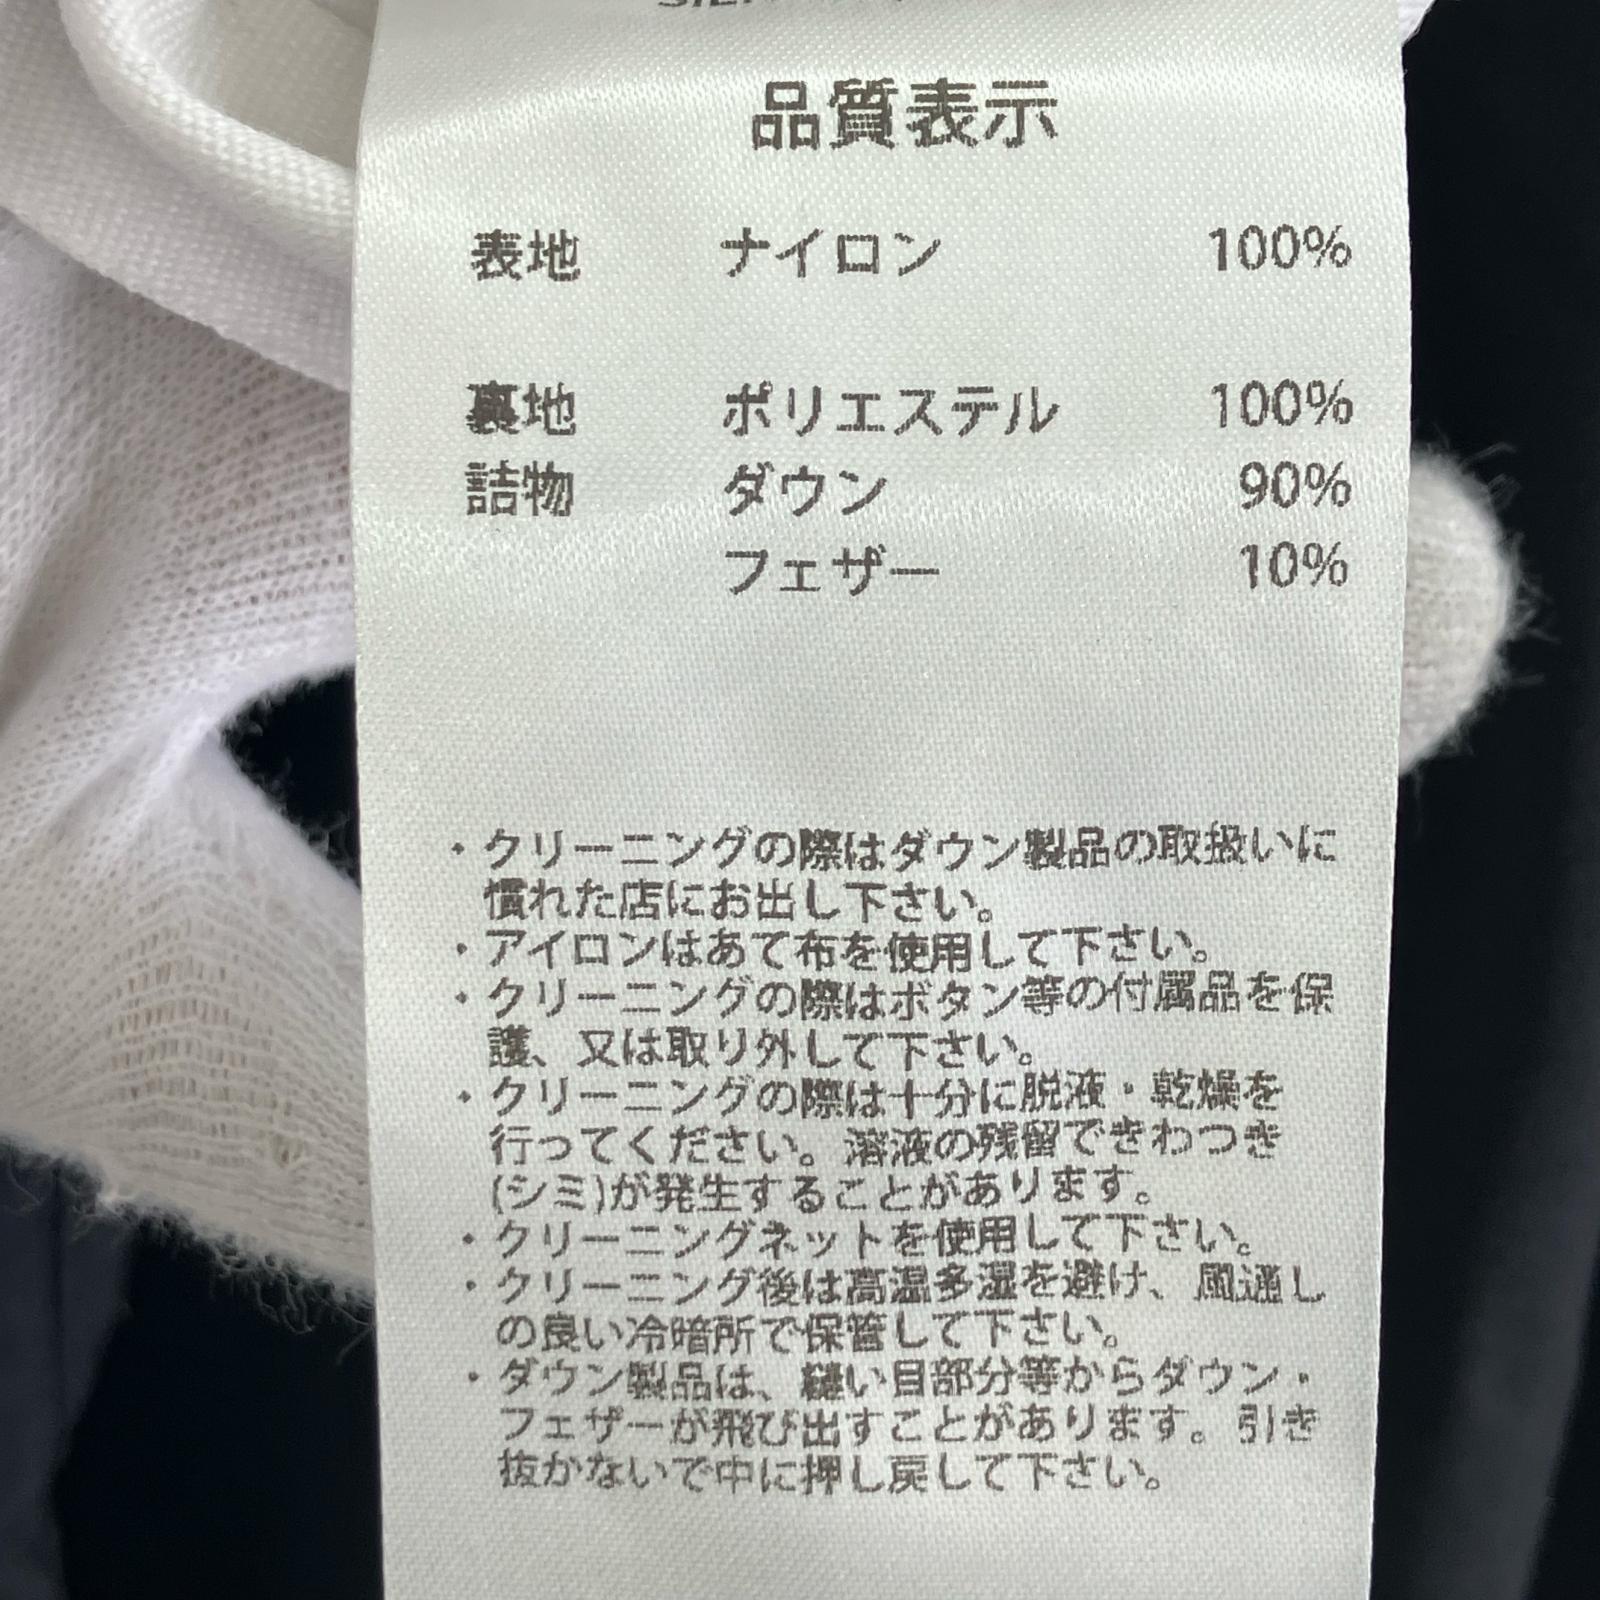 品質表示
表地 ナイロン 100%
裏地 ポリエステル 100%
詰物 ダウン 90%
フェザー 10%
・クリーニングの際はダウン製品の取扱いに
慣れた店にお出し下さい。
・アイロンはあて布を使用して下さい。
・クリーニングの際はボタン等の付属品を保
護、又は取り外して下さい。
・クリーニングの際は十分に脱液・乾燥を
行ってください。溶液の残留できわつき
(シミ)が発生することがあります。
・クリーニングネットを使用して下さい。
・クリーニング後は高温多湿を避け、風通し
の良い冷暗所で保管して下さい。
・ダウン製品は、縫い目部分等からダウン・
フェザーが飛び出すことがあります。引き
抜かないで中に押し戻して下さい。